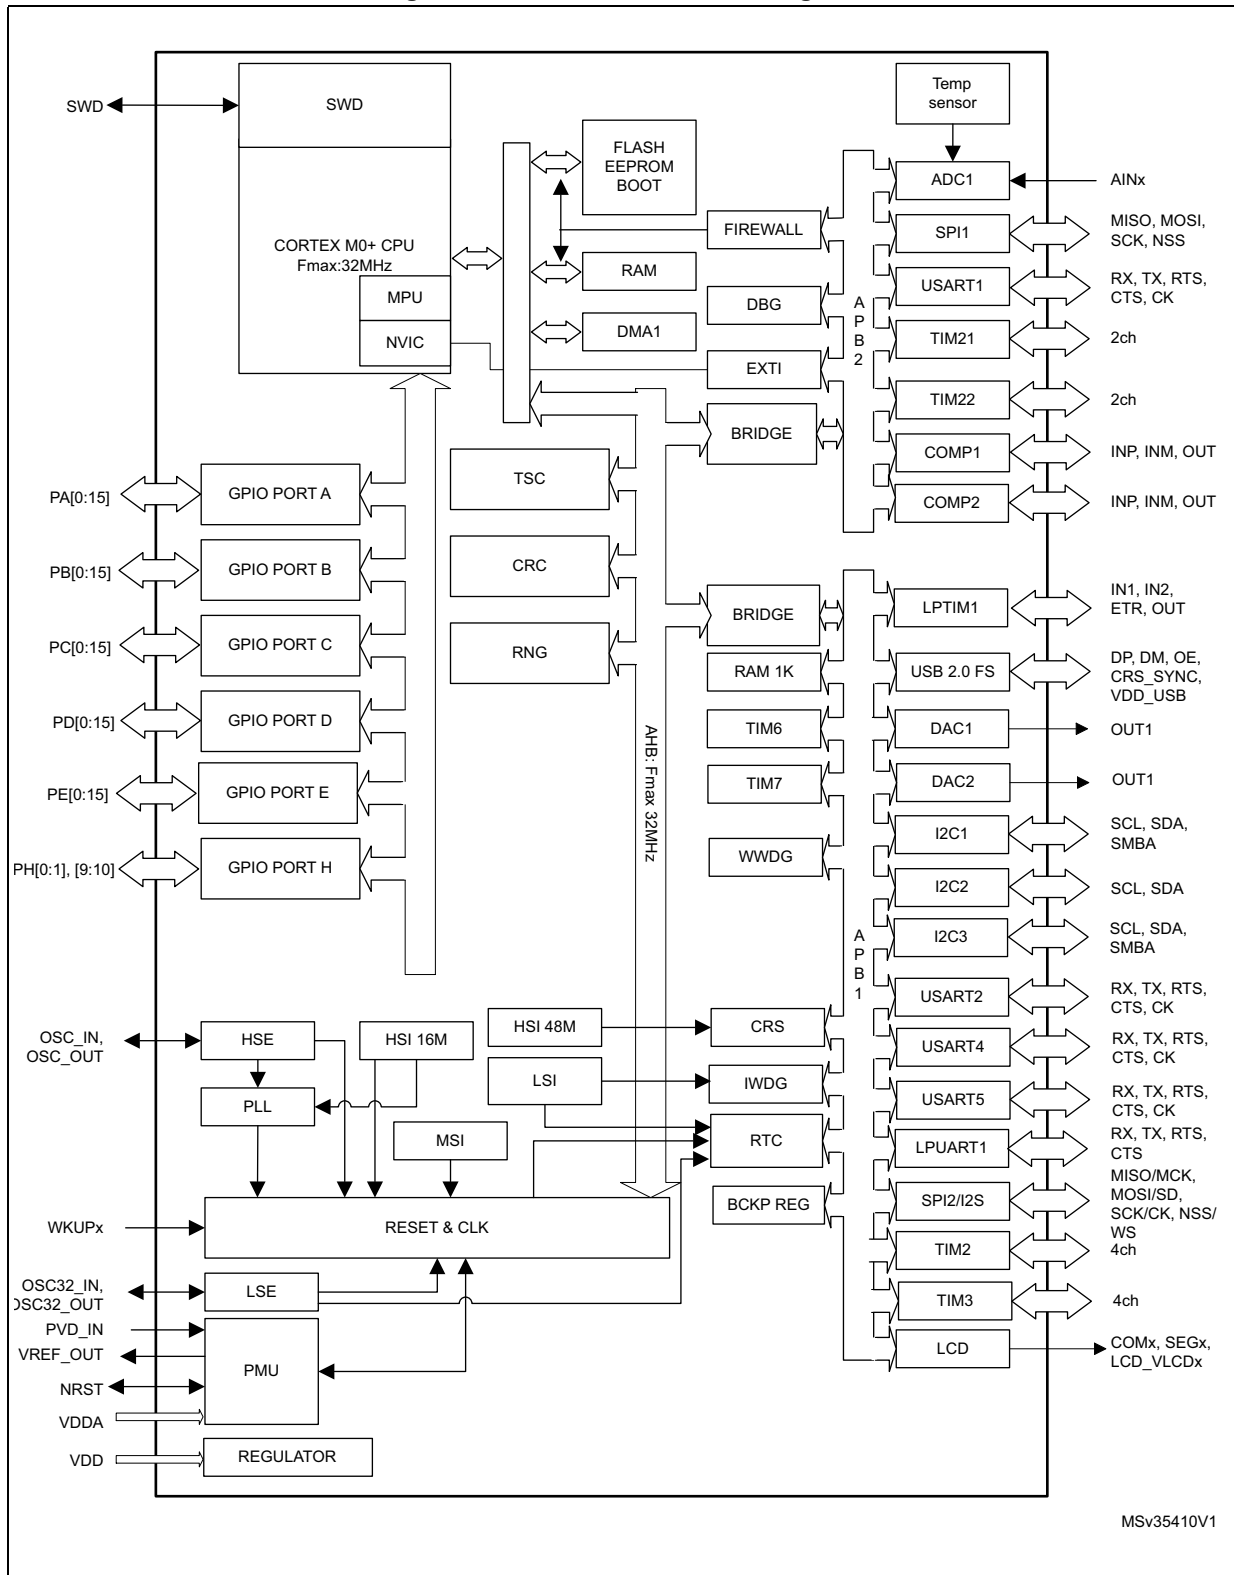 SWD
SWD
CORTEX M0+ CPU
Fmax:32MHz
MPU
NVIC
FLASH
EEPROM
BOOT
RAM
DMA1
FIREWALL
DBG
EXTI
BRIDGE
Temp
sensor
ADC1
AINx
SPI1
MISO, MOSI,
SCK, NSS
USART1
RX, TX, RTS,
CTS, CK
TIM21
2ch
TIM22
2ch
COMP1
INP, INM, OUT
COMP2
INP, INM, OUT
APB2
TSC
CRC
RNG
AHB: Fmax 32MHz
PA[0:15]
GPIO PORT A
PB[0:15]
GPIO PORT B
PC[0:15]
GPIO PORT C
PD[0:15]
GPIO PORT D
PE[0:15]
GPIO PORT E
PH[0:1], [9:10]
GPIO PORT H
BRIDGE
RAM 1K
TIM6
TIM7
WWDG
APB1
LPTIM1
IN1, IN2,
ETR, OUT
USB 2.0 FS
DP, DM, OE,
CRS_SYNC,
VDD_USB
DAC1
OUT1
DAC2
OUT1
I2C1
SCL, SDA,
SMBA
I2C2
SCL, SDA
I2C3
SCL, SDA,
SMBA
USART2
RX, TX, RTS,
CTS, CK
USART4
RX, TX, RTS,
CTS, CK
USART5
RX, TX, RTS,
CTS, CK
LPUART1
RX, TX, RTS,
CTS
SPI2/I2S
MISO/MCK,
MOSI/SD,
SCK/CK, NSS/
WS
TIM2
4ch
TIM3
4ch
LCD
COMx, SEGx,
LCD_VLCDx
OSC_IN,
OSC_OUT
HSE
HSI 16M
PLL
MSI
HSI 48M
LSI
CRS
IWDG
RTC
BCKP REG
WKUPx
RESET & CLK
OSC32_IN,
OSC32_OUT
LSE
PVD_IN
VREF_OUT
NRST
VDDA
PMU
VDD
REGULATOR
MSv35410V1